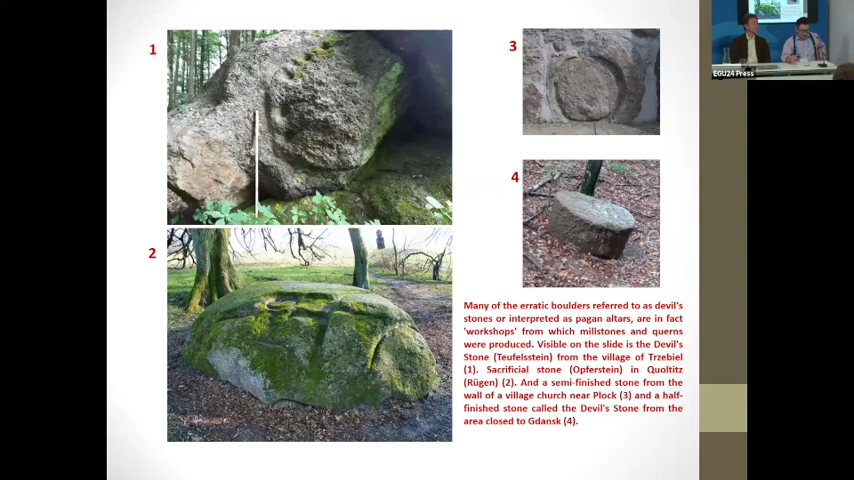 1
2
3
4
Many of the erratic boulders referred to as devil's
stones or interpreted as pagan altars, are in fact
'workshops' from which millstones and querns
were produced. Visible on the slide is the Devil's
Stone (Teufelsstein) from the village of Trzebiel
(1). Sacrificial stone (Opferstein) in Quoltitz
(Rügen) (2). And a semi-finished stone from the
wall of a village church near Plock (3) and a half-
finished stone called the Devil's Stone from the
area closed to Gdansk (4).
EGU24 Press